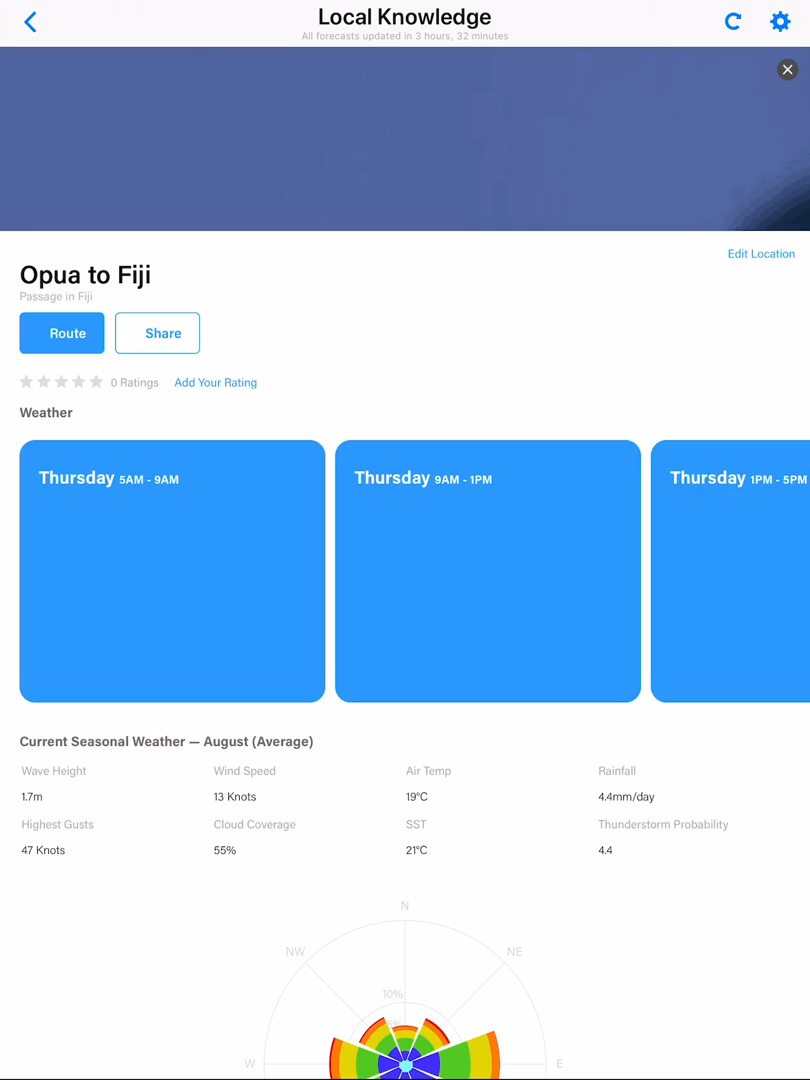 Local Knowledge
All forecasts updated in 3 hours, 32 minutes
Edit Location
Opua to Fiji
Passage in Fiji
Route
Share
0 Ratings
Add Your Rating
Weather
Thursday 5AM - 9AM
Thursday 9AM - 1PM
Thursday 1PM - 5PM
Current Seasonal Weather — August (Average)
Wave Height
Wind Speed
Air Temp
Rainfall
1.7m
13 Knots
19°C
4.4mm/day
Highest Gusts
Cloud Coverage
SST
Thunderstorm Probability
47 Knots
55%
21°C
4.4
N
NW
NE
10%
5%
W
E